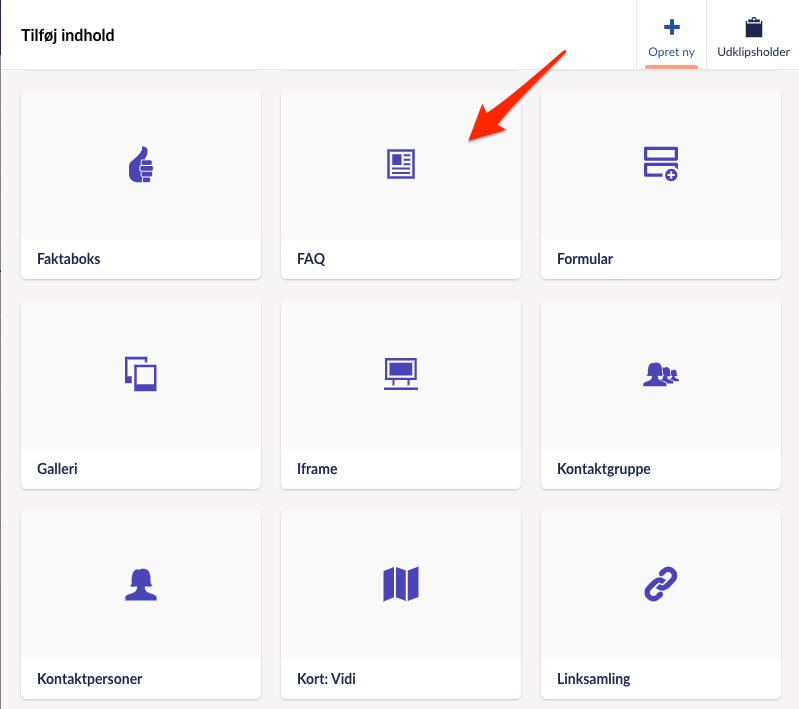 Tilføj indhold
Opret ny
Udklipsholder
Faktaboks
FAQ
Formular
Galleri
Iframe
Kontaktgruppe
Kontaktpersoner
Kort: Vidi
Linksamling